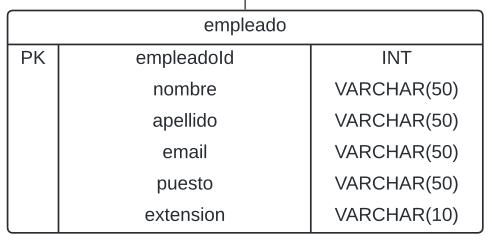 empleado
PK empleadoId INT
nombre VARCHAR(50)
apellido VARCHAR(50)
email VARCHAR(50)
puesto VARCHAR(50)
extension VARCHAR(10)